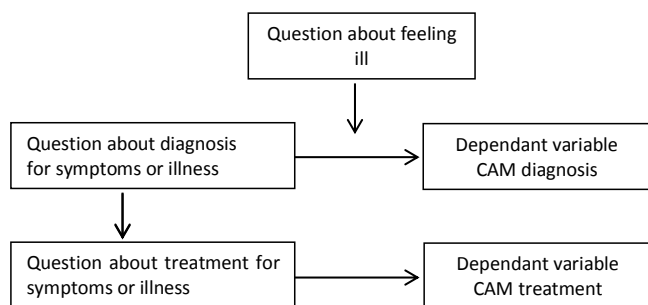 Question about feeling
ill
Question about diagnosis
for symptoms or illness
Dependant variable
CAM diagnosis
Question about treatment for
symptoms or illness
Dependant variable
CAM treatment